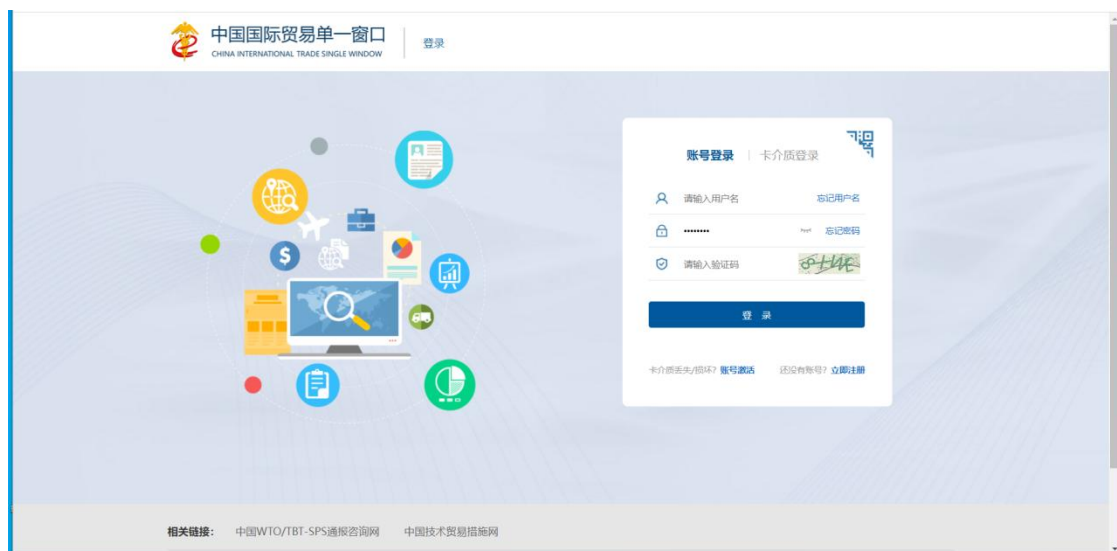 中国国际贸易单一窗口
CHINA INTERNATIONAL TRADE SINGLE WINDOW
登录
账号登录
卡介质登录
请输入用户名
忘记用户名
••••••••
忘记密码
请输入验证码
登 录
卡介质丢失/损坏? 账号激活
还没有账号? 立即注册
相关链接: 中国WTO/TBT-SPS通报咨询网 中国技术贸易措施网